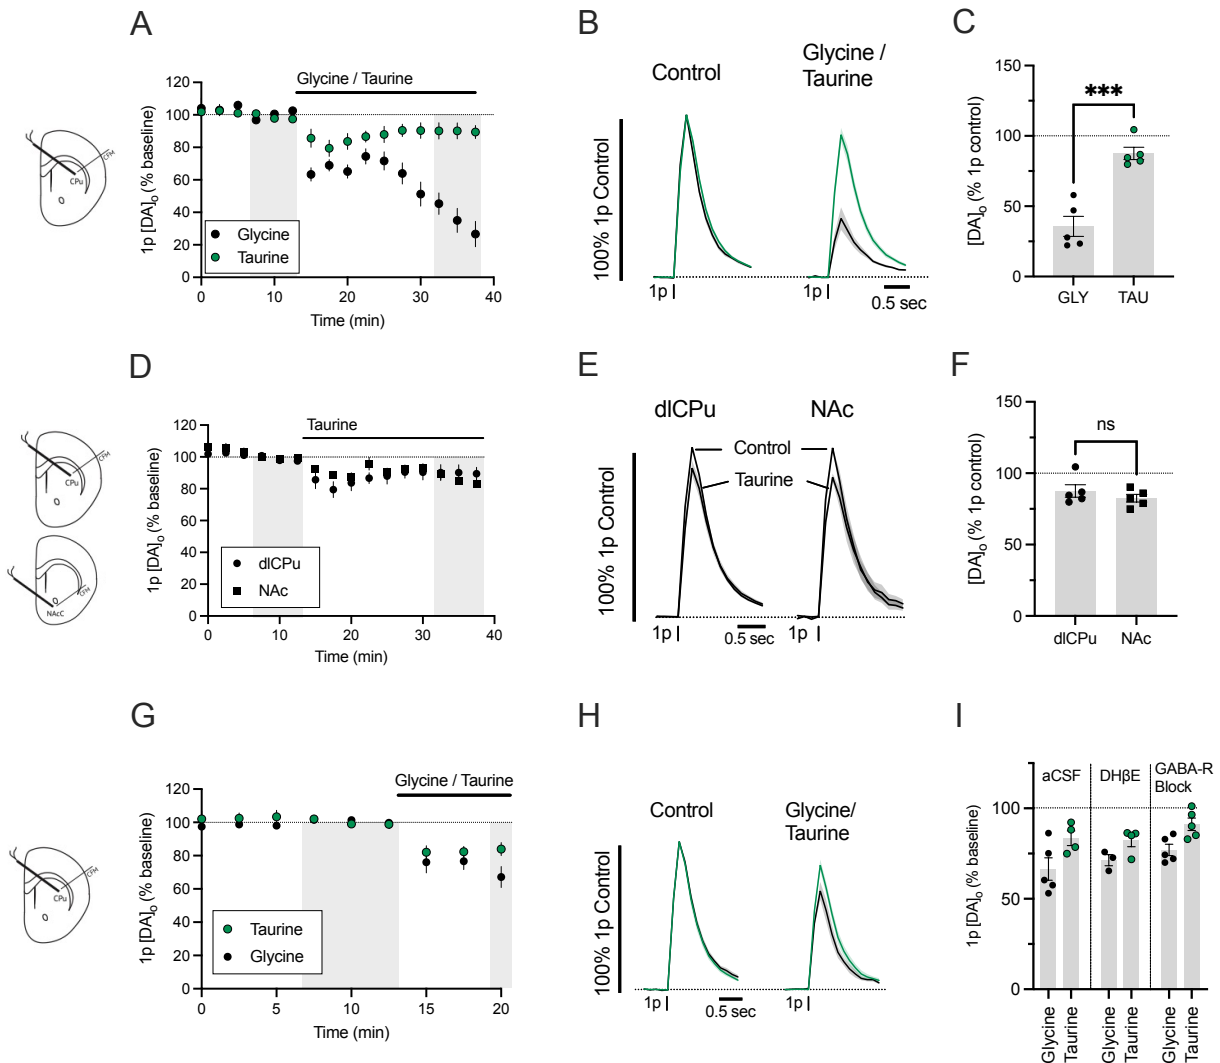 A
Glycine / Taurine
1p [DA]o (% baseline)
120
100
80
60
40
20
0
Glycine
Taurine
0
10
20
30
40
Time (min)
CFM
CPu
B
Control
Glycine /
Taurine
100% 1p Control
1p
1p
0.5 sec
C
[DA]o (% 1p control)
150
100
50
0
***
GLY
TAU
D
Taurine
1p [DA]o (% baseline)
120
100
80
60
40
20
0
dlCPu
NAc
0
10
20
30
40
Time (min)
CFM
CPu
CFM
NAcC
E
dlCPu
NAc
Control
Taurine
100% 1p Control
1p
0.5 sec
1p
F
[DA]o (% 1p control)
150
100
50
0
ns
dlCPu
NAc
G
Glycine / Taurine
1p [DA]o (% baseline)
120
100
80
60
40
20
0
Taurine
Glycine
0
5
10
15
20
Time (min)
CFM
CPu
H
Control
Glycine/
Taurine
100% 1p Control
1p
0.5 sec
1p
I
1p [DA]o (% baseline)
100
50
0
aCSF
DHβE
GABA-R
Block
Glycine
Taurine
Glycine
Taurine
Glycine
Taurine